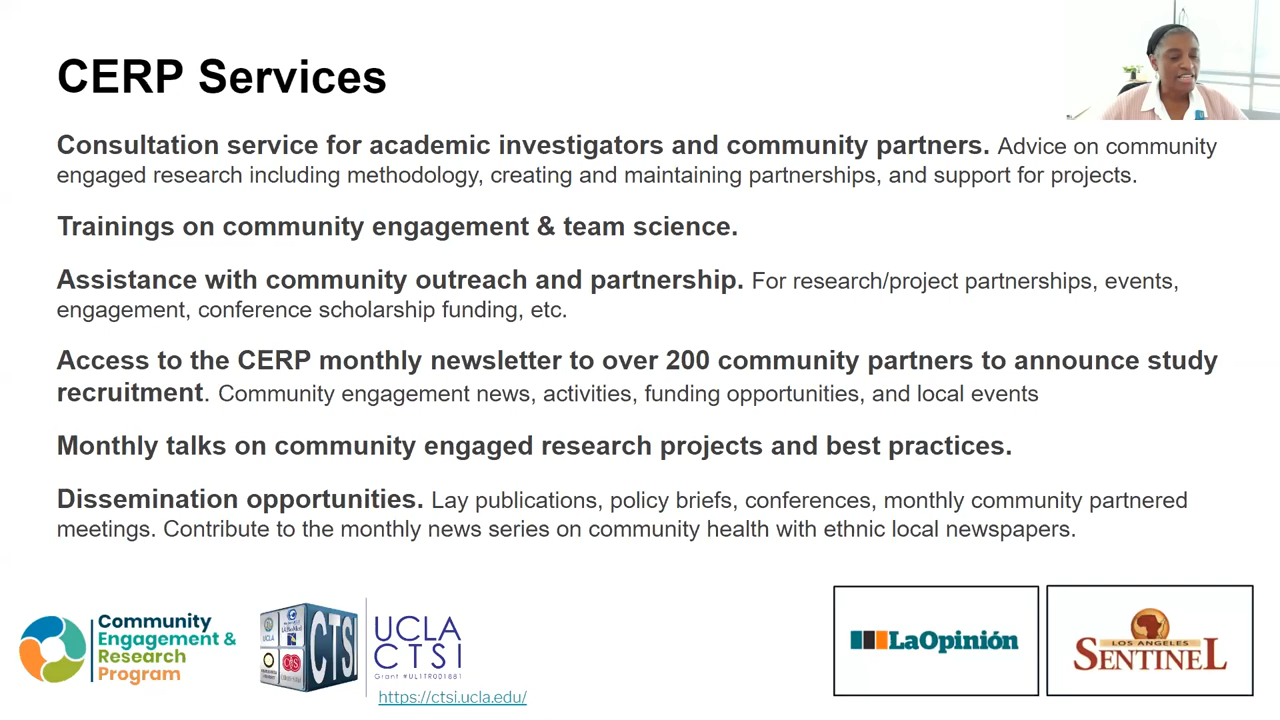 CERP Services
Consultation service for academic investigators and community partners. Advice on community
engaged research including methodology, creating and maintaining partnerships, and support for projects.
Trainings on community engagement & team science.
Assistance with community outreach and partnership. For research/project partnerships, events,
engagement, conference scholarship funding, etc.
Access to the CERP monthly newsletter to over 200 community partners to announce study
recruitment. Community engagement news, activities, funding opportunities, and local events
Monthly talks on community engaged research projects and best practices.
Dissemination opportunities. Lay publications, policy briefs, conferences, monthly community partnered
meetings. Contribute to the monthly news series on community health with ethnic local newspapers.
Community
Engagement &
Research
Program
CTSI
UCLA
CTSI
Grant #UL1TR001881
https://ctsi.ucla.edu/
LaOpinión
LOS ANGELES
SENTINEL